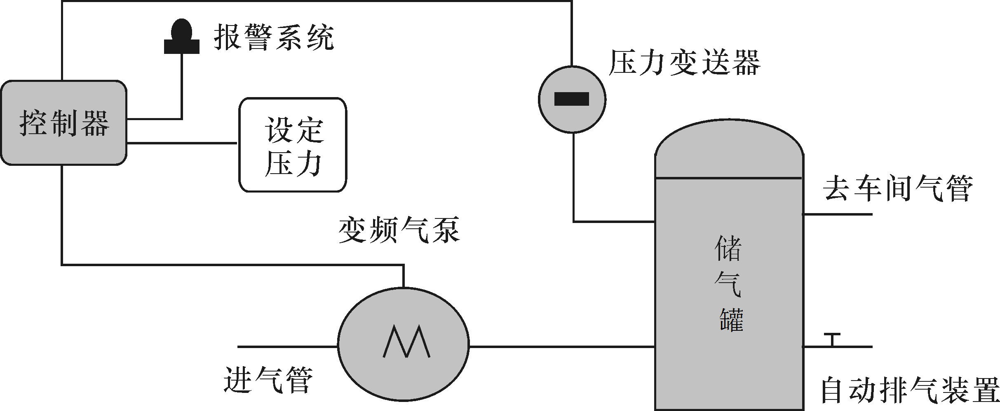 报警系统
压力变送器
控制器
设定
压力
去车间气管
变频气泵
储
气
罐
进气管
自动排气装置